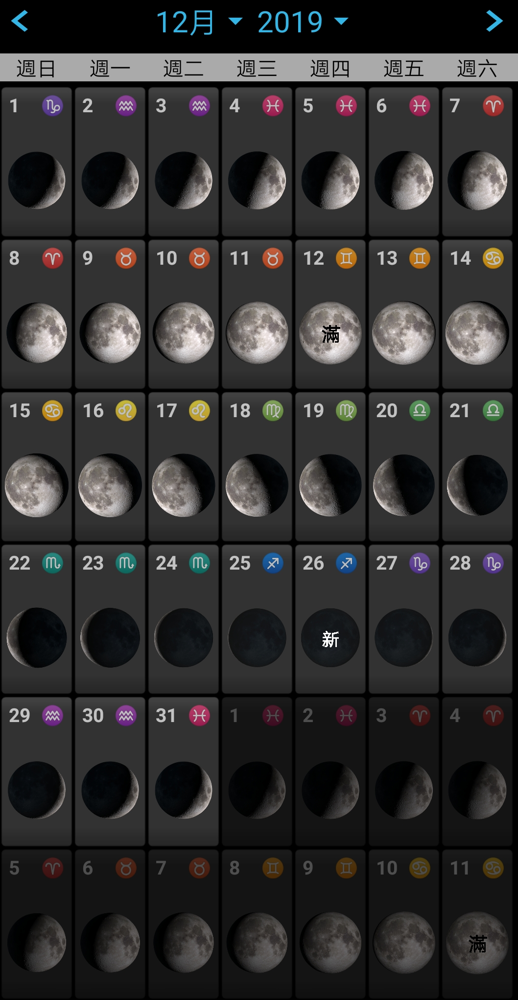 12月 2019
週日 週一 週二 週三 週四 週五 週六
1 ♑ 2 ♒ 3 ♒ 4 ♓ 5 ♓ 6 ♓ 7 ♈
8 ♈ 9 ♉ 10 ♉ 11 ♉ 12 ♊ 13 ♊ 14 ♋
滿
15 ♋ 16 ♌ 17 ♌ 18 ♍ 19 ♍ 20 ♎ 21 ♎
22 ♏ 23 ♏ 24 ♏ 25 ♐ 26 ♐ 27 ♑ 28 ♑
新
29 ♒ 30 ♒ 31 ♓ 1 ♓ 2 ♓ 3 ♈ 4 ♈
5 ♈ 6 ♉ 7 ♉ 8 ♊ 9 ♊ 10 ♋ 11 ♋
滿